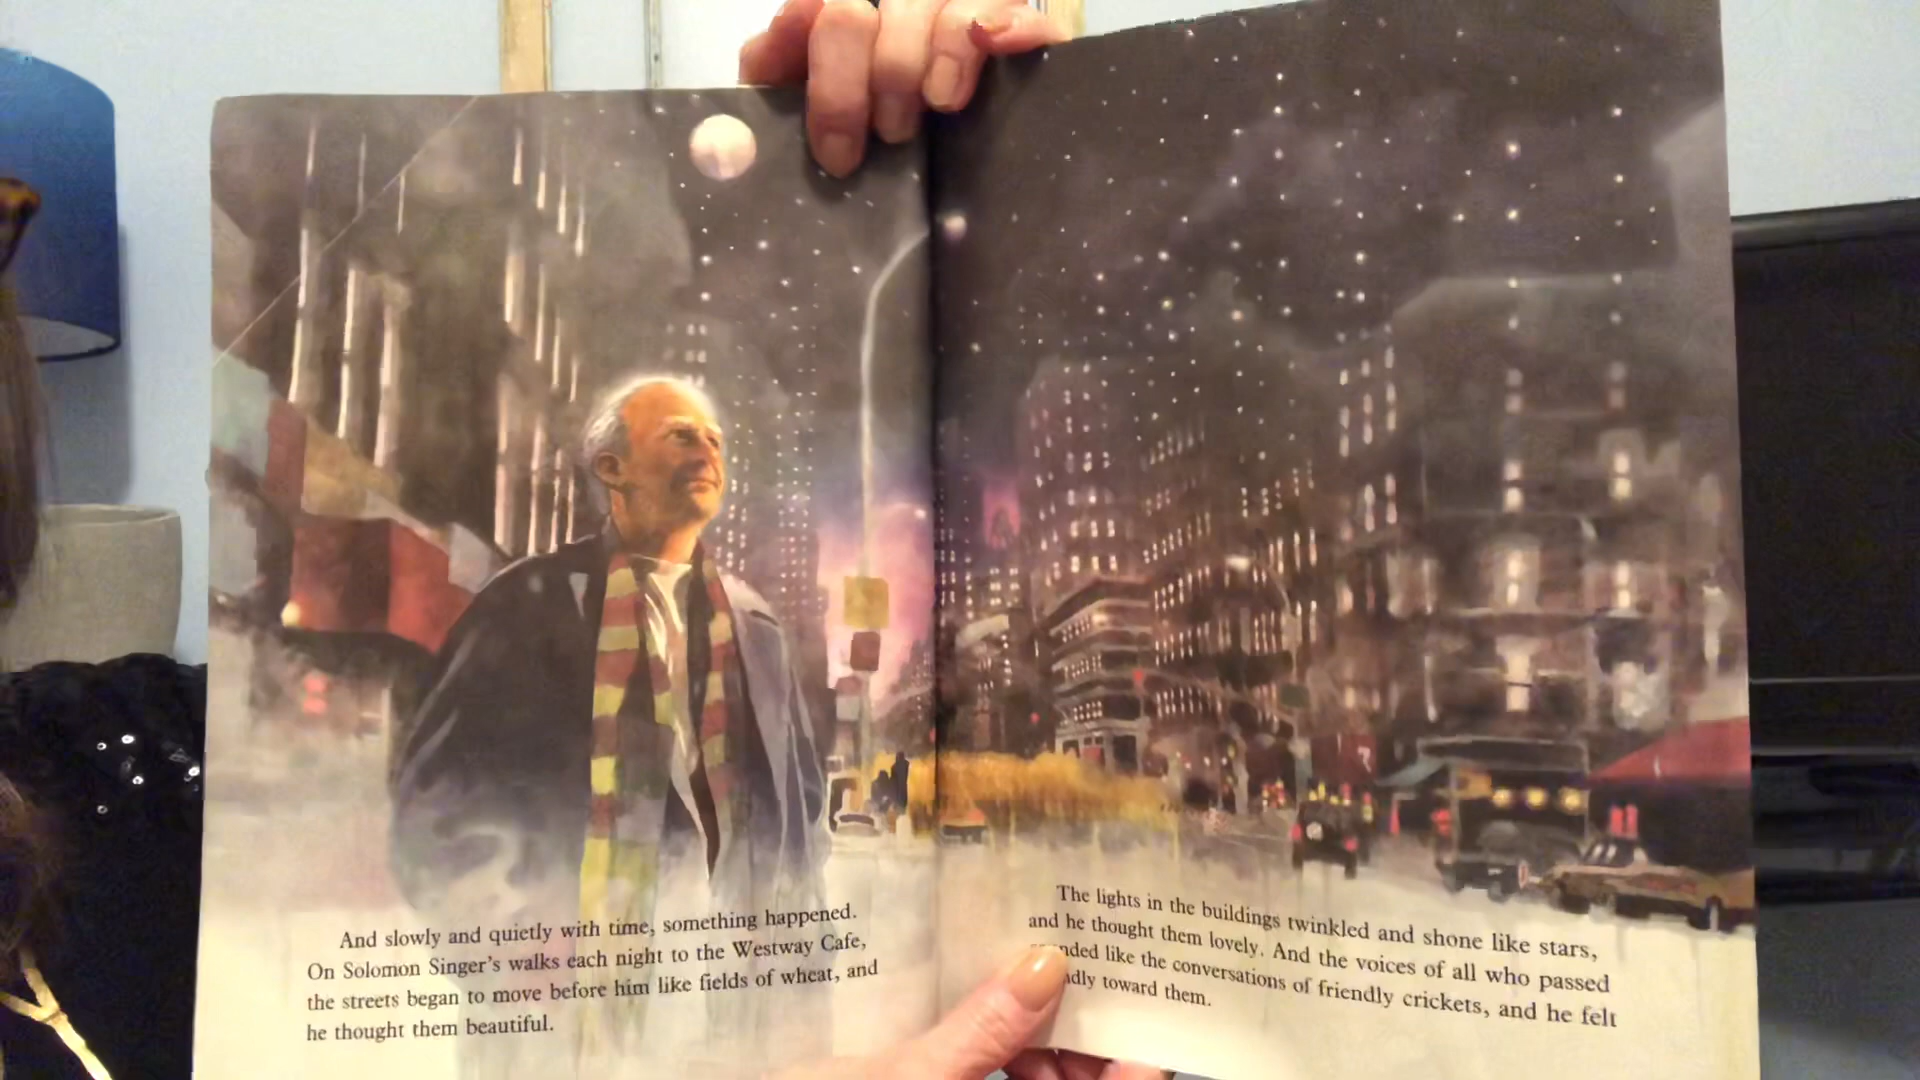 And slowly and quietly with time, something happened.
On Solomon Singer's walks each night to the Westway Cafe,
the streets began to move before him like fields of wheat, and
he thought them beautiful.
The lights in the buildings twinkled and shone like stars,
and he thought them lovely. And the voices of all who passed
like the conversations of friendly crickets, and he felt
toward them.